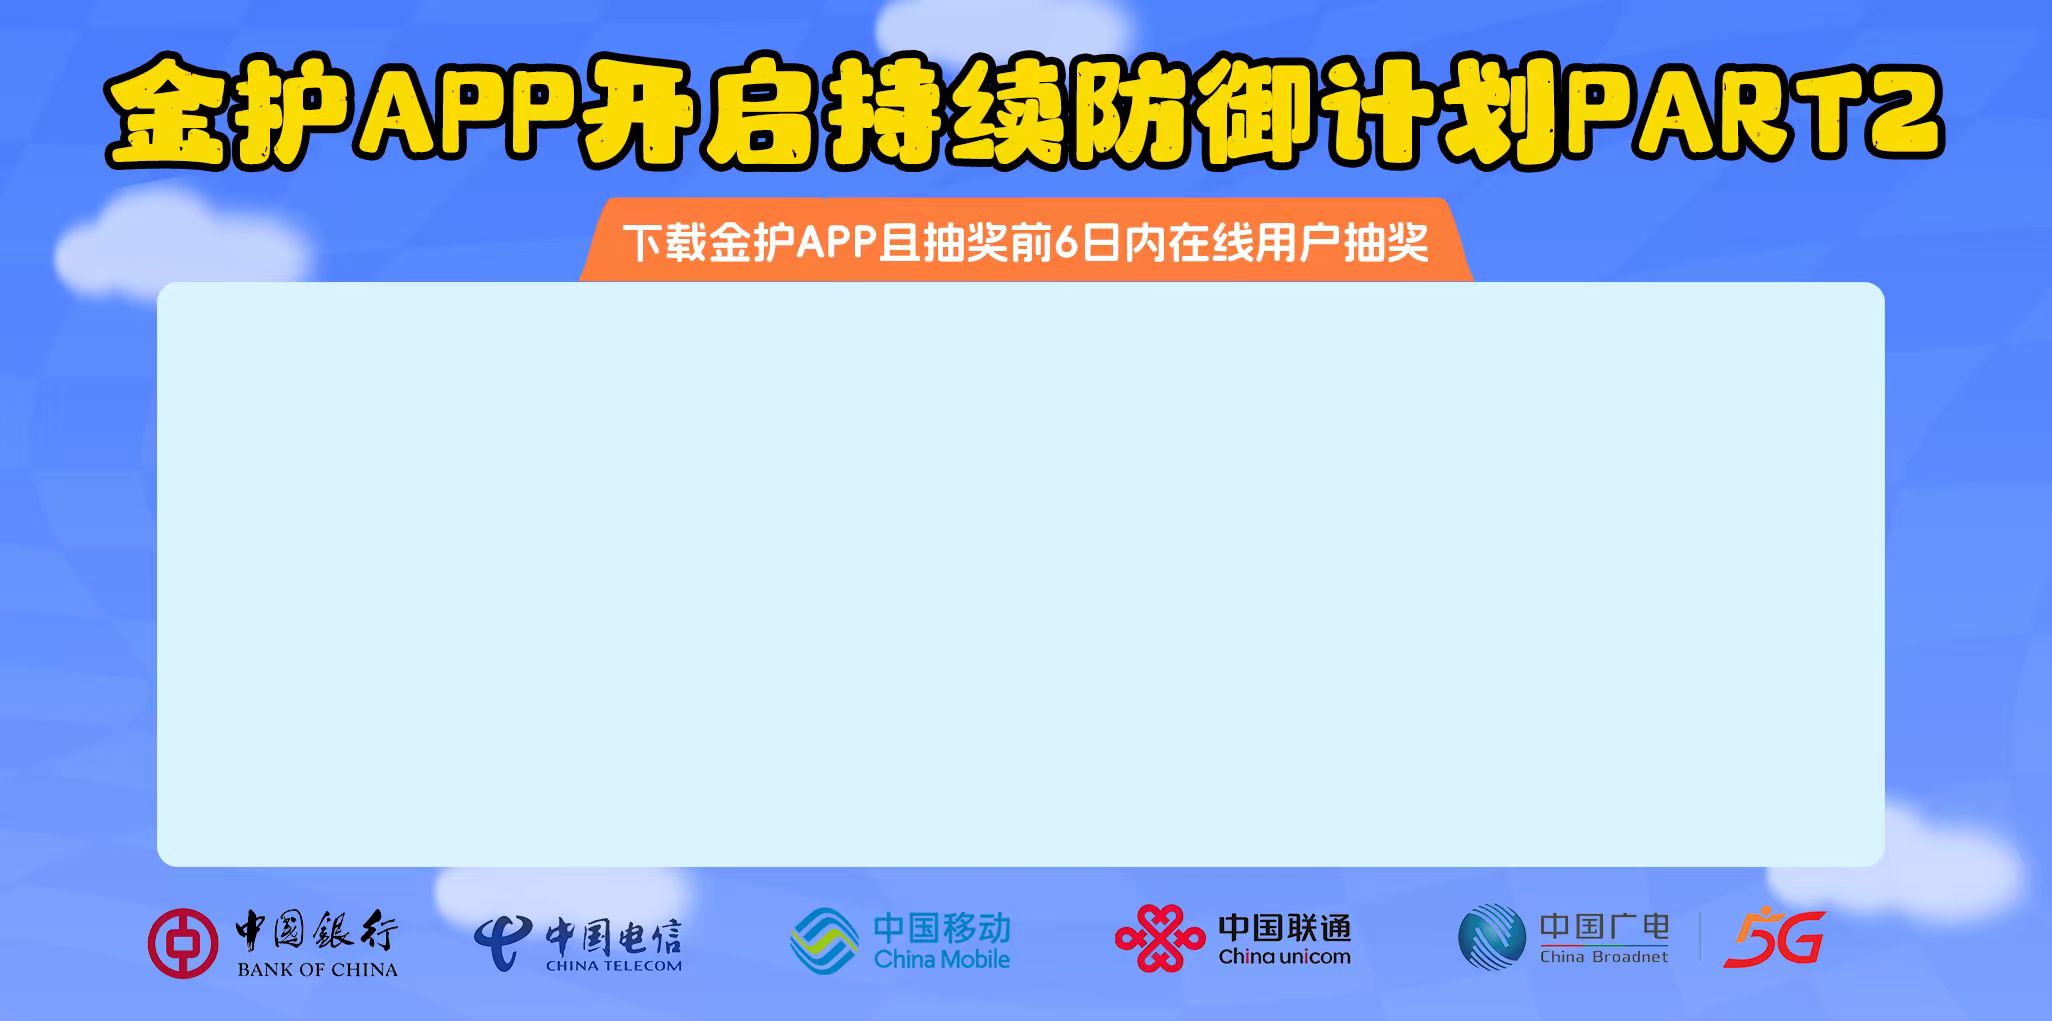 金护APP开启持续防御计划PART2
下载金护APP且抽奖前6日内在线用户抽奖
中国銀行
BANK OF CHINA
中国电信
CHINA TELECOM
中国移动
China Mobile
中国联通
China unicom
中国广电
China Broadnet
5G